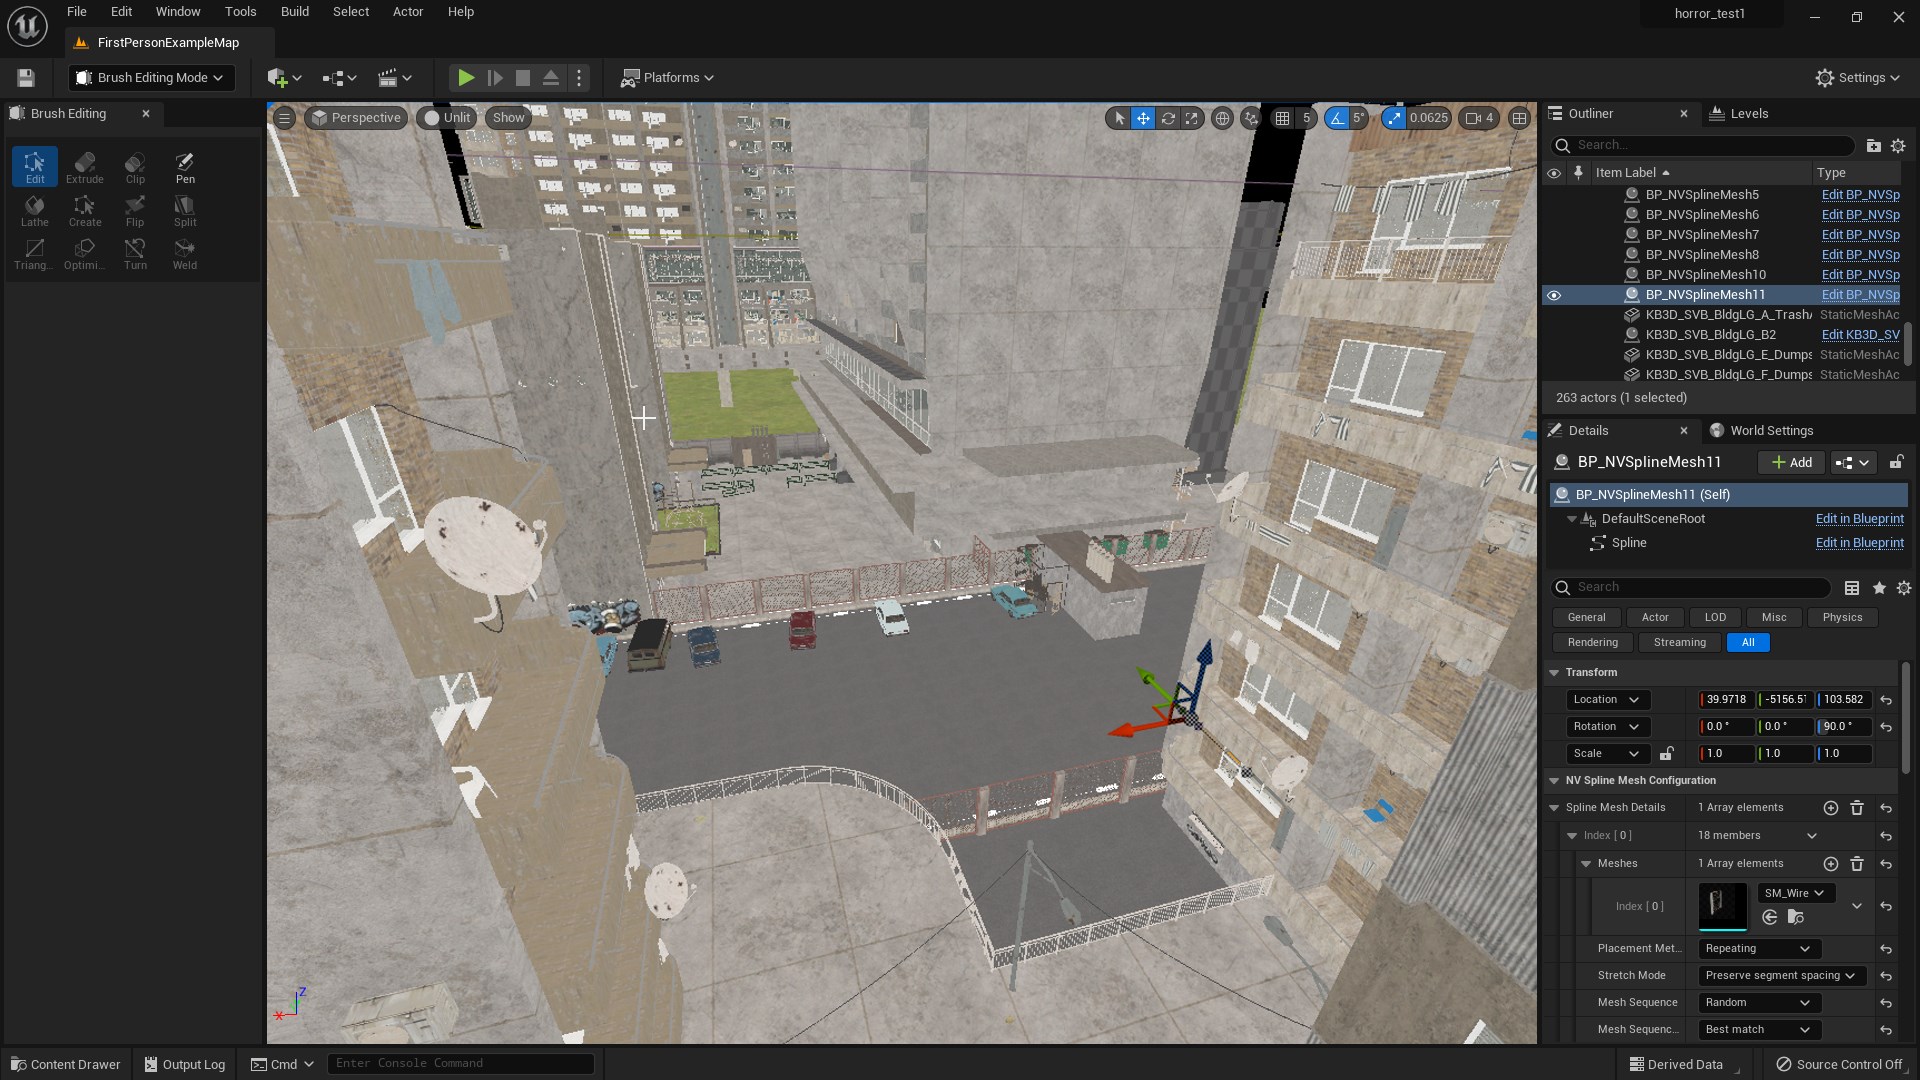 File Edit Window Tools Build Select Actor Help
horror_test1
FirstPersonExampleMap
Brush Editing Mode
Platforms
Settings
Brush Editing
Perspective Unlit Show
5 5° 0.0625 4
Outliner Levels
Edit Extrude Clip Pen
Search...
Item Label Type
Lathe Create Flip Split
BP_NVSplineMesh5 Edit BP_NVSp
BP_NVSplineMesh6 Edit BP_NVSp
BP_NVSplineMesh7 Edit BP_NVSp
Triang... Optimi... Turn Weld
BP_NVSplineMesh8 Edit BP_NVSp
BP_NVSplineMesh10 Edit BP_NVSp
BP_NVSplineMesh11 Edit BP_NVSp
KB3D_SVB_BldgLG_A_Trash StaticMeshAc
KB3D_SVB_BldgLG_B2 Edit KB3D_SV
KB3D_SVB_BldgLG_E_Dumps StaticMeshAc
KB3D_SVB_BldgLG_F_Dumps StaticMeshAc
263 actors (1 selected)
Details World Settings
BP_NVSplineMesh11 Add
BP_NVSplineMesh11 (Self)
DefaultSceneRoot Edit in Blueprint
Spline Edit in Blueprint
Search
General Actor LOD Misc Physics
Rendering Streaming All
Transform
Location 39.9718 -5156.5 103.582
Rotation 0.0° 0.0° 90.0°
Scale 1.0 1.0 1.0
NV Spline Mesh Configuration
Spline Mesh Details 1 Array elements
Index [ 0 ] 18 members
Meshes 1 Array elements
SM_Wire
Index [ 0 ]
Placement Met... Repeating
Stretch Mode Preserve segment spacing
Mesh Sequence Random
Mesh Sequenc... Best match
Z
X
Content Drawer Output Log Cmd Enter Console Command
Derived Data Source Control Off